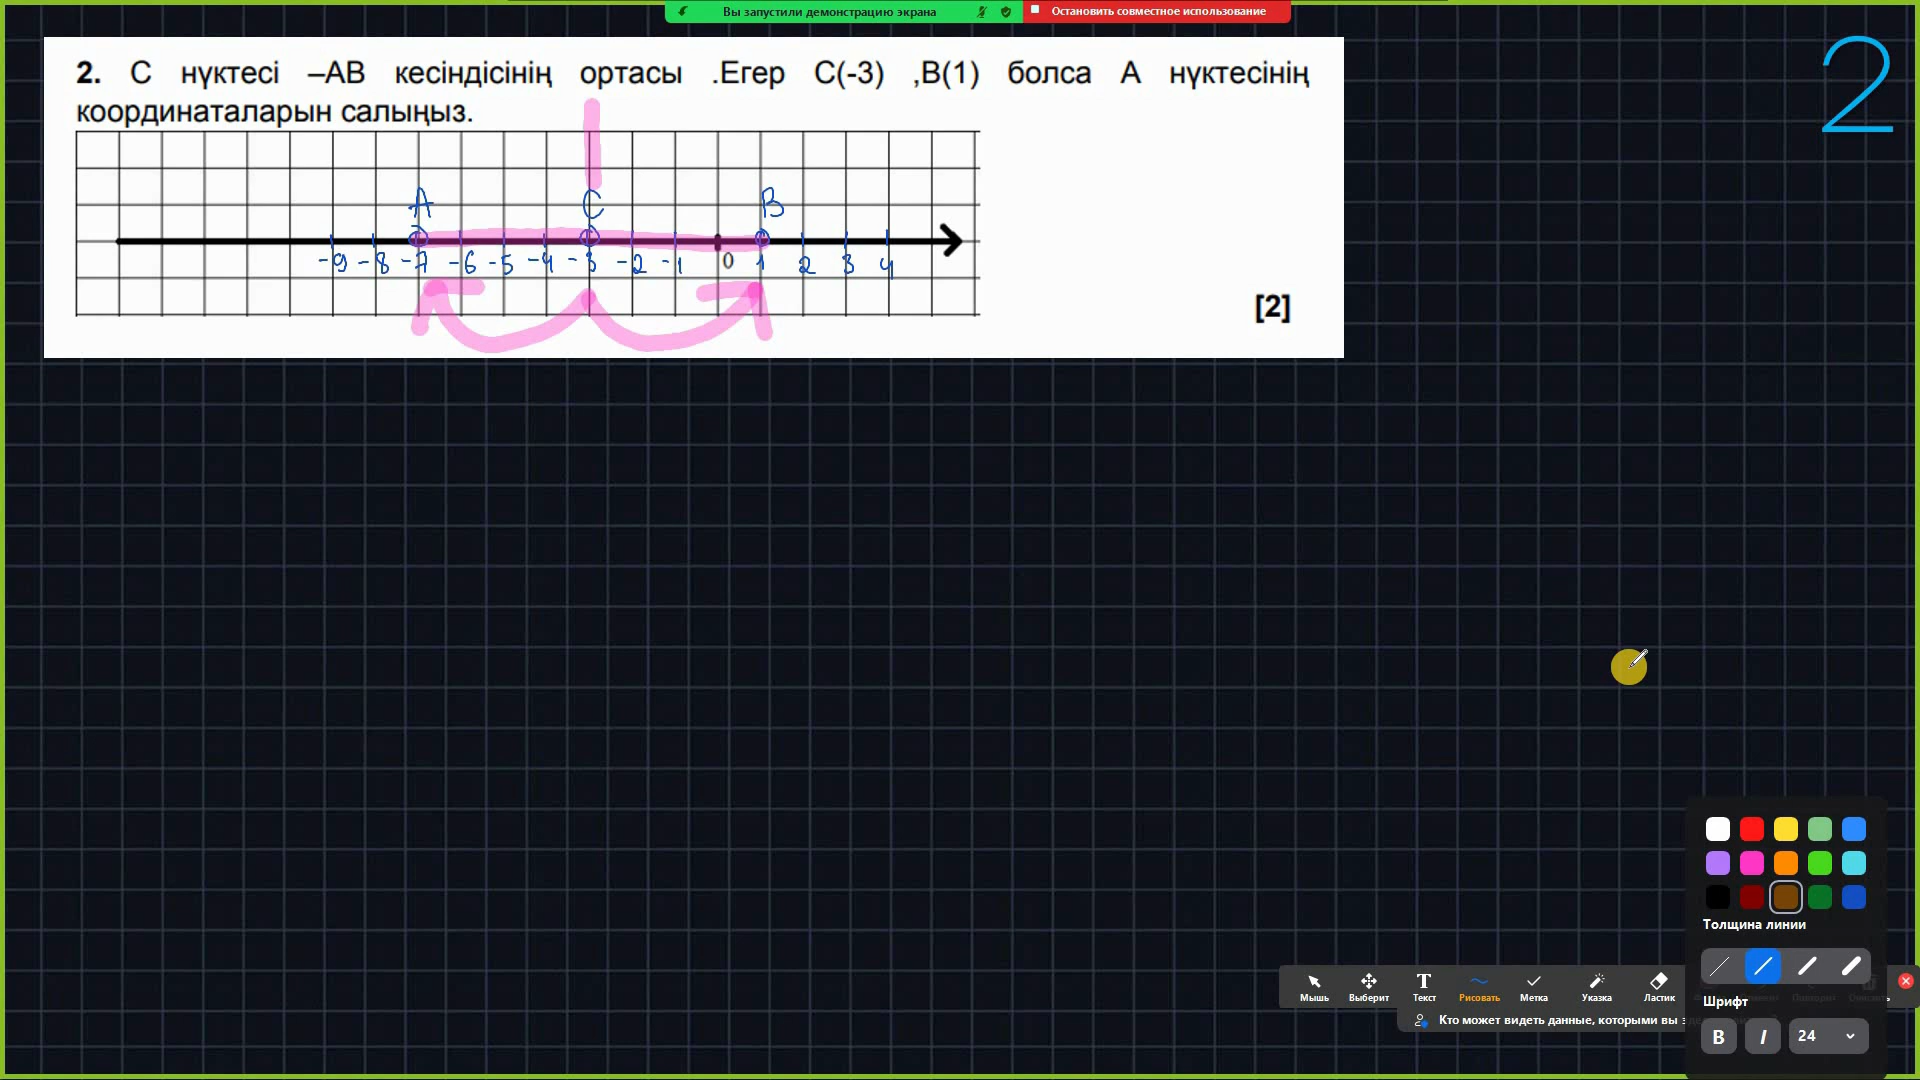 Вы запустили демонстрацию экрана
Остановить совместное использование
2
2. С нүктесі –АВ кесіндісінің ортасы .Егер С(-3) ,В(1) болса А нүктесінің
координаталарын салыңыз.
A C B
-9 -8 -7 -6 -5 -4 -3 -2 -1 0 1 2 3 4
[2]
Толщина линии
Мышь Выберит Текст Рисовать Метка Указка Ластик
Шрифт
Кто может видеть данные, которыми вы
B I 24